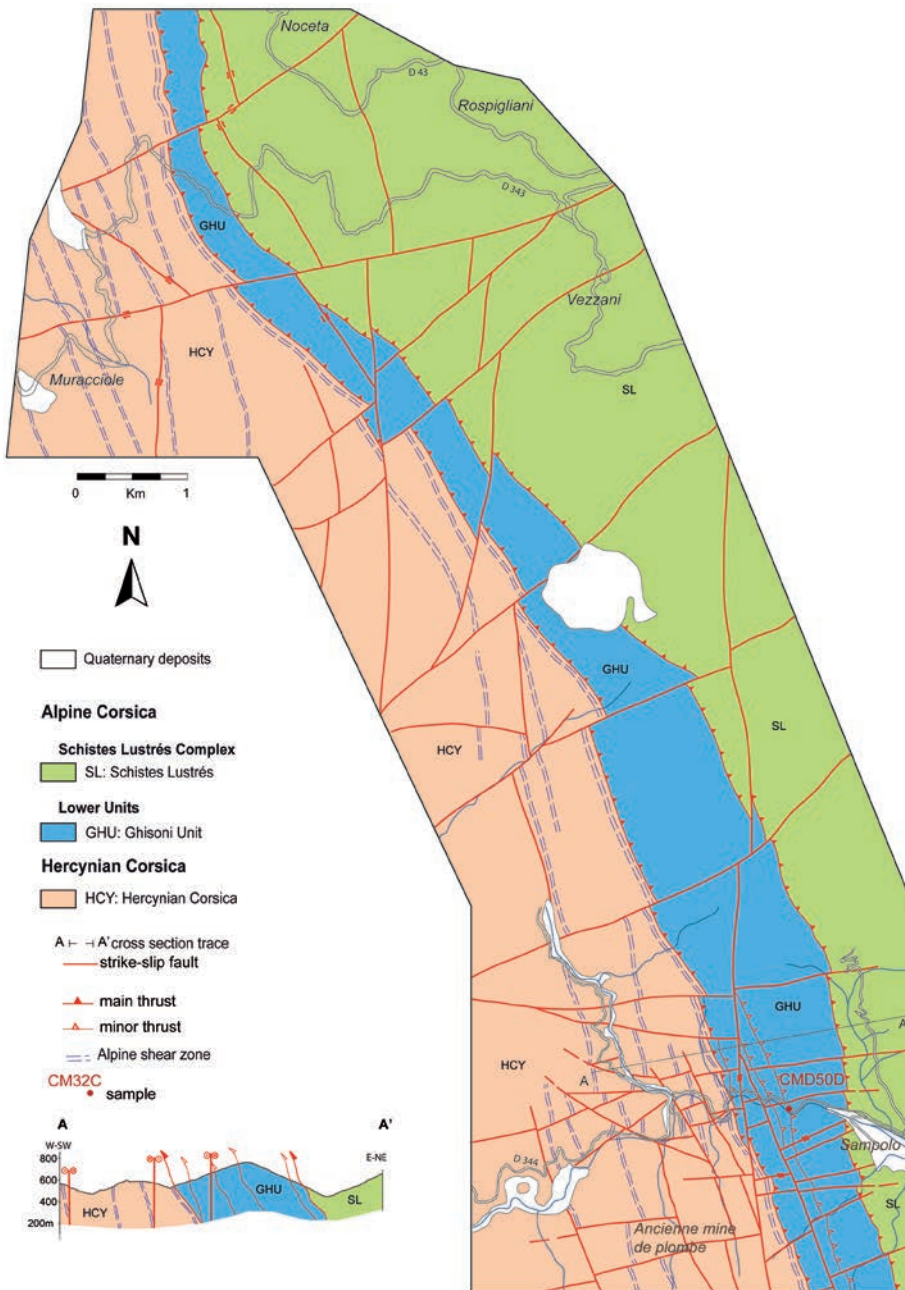 Noceta
D 43
Rospigliani
D 343
GHU
Vezzani
HCY
SL
Muracciole
0 Km 1
N
GHU
SL
HCY
Quaternary deposits
Alpine Corsica
Schistes Lustrés Complex
SL: Schistes Lustrés
Lower Units
GHU: Ghisoni Unit
Hercynian Corsica
HCY: Hercynian Corsica
A A' cross section trace
strike-slip fault
main thrust
minor thrust
Alpine shear zone
CM32C
sample
GHU
A
HCY
A
CMD50D
Sampolo
D 344
SL
Ancienne mine
de plombe
A A'
W-SW
E-NE
800
600
400
200m
HCY
GHU
SL